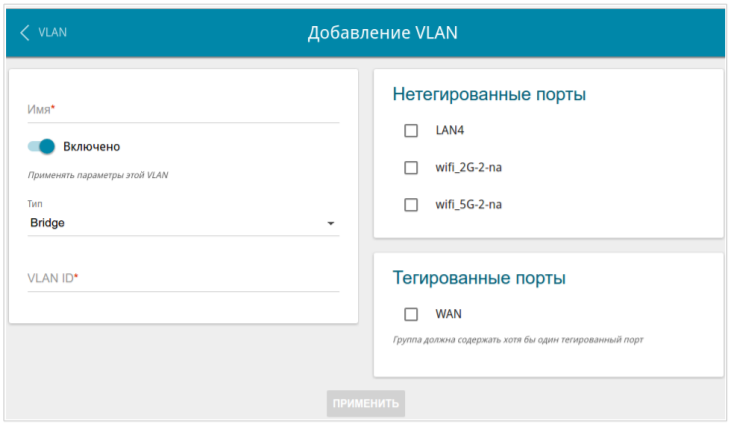 VLAN
Добавление VLAN
Имя*
Включено
Применять параметры этой VLAN
Тип
Bridge
VLAN ID*
Нетегированные порты
LAN4
wifi_2G-2-na
wifi_5G-2-na
Тегированные порты
WAN
Группа должна содержать хотя бы один тегированный порт
ПРИМЕНИТЬ